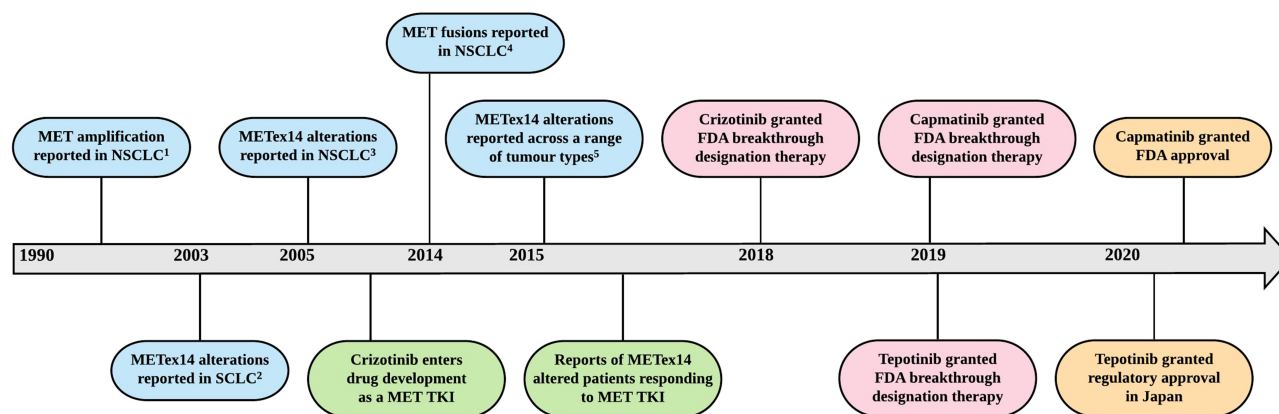 MET fusions reported
in NSCLC⁴
MET amplification
reported in NSCLC¹
METex14 alterations
reported in NSCLC³
METex14 alterations
reported across a range
of tumour types⁵
Crizotinib granted
FDA breakthrough
designation therapy
Capmatinib granted
FDA breakthrough
designation therapy
Capmatinib granted
FDA approval
1990 2003 2005 2014 2015 2018 2019 2020
METex14 alterations
reported in SCLC²
Crizotinib enters
drug development
as a MET TKI
Reports of METex14
altered patients responding
to MET TKI
Tepotinib granted
FDA breakthrough
designation therapy
Tepotinib granted
regulatory approval
in Japan